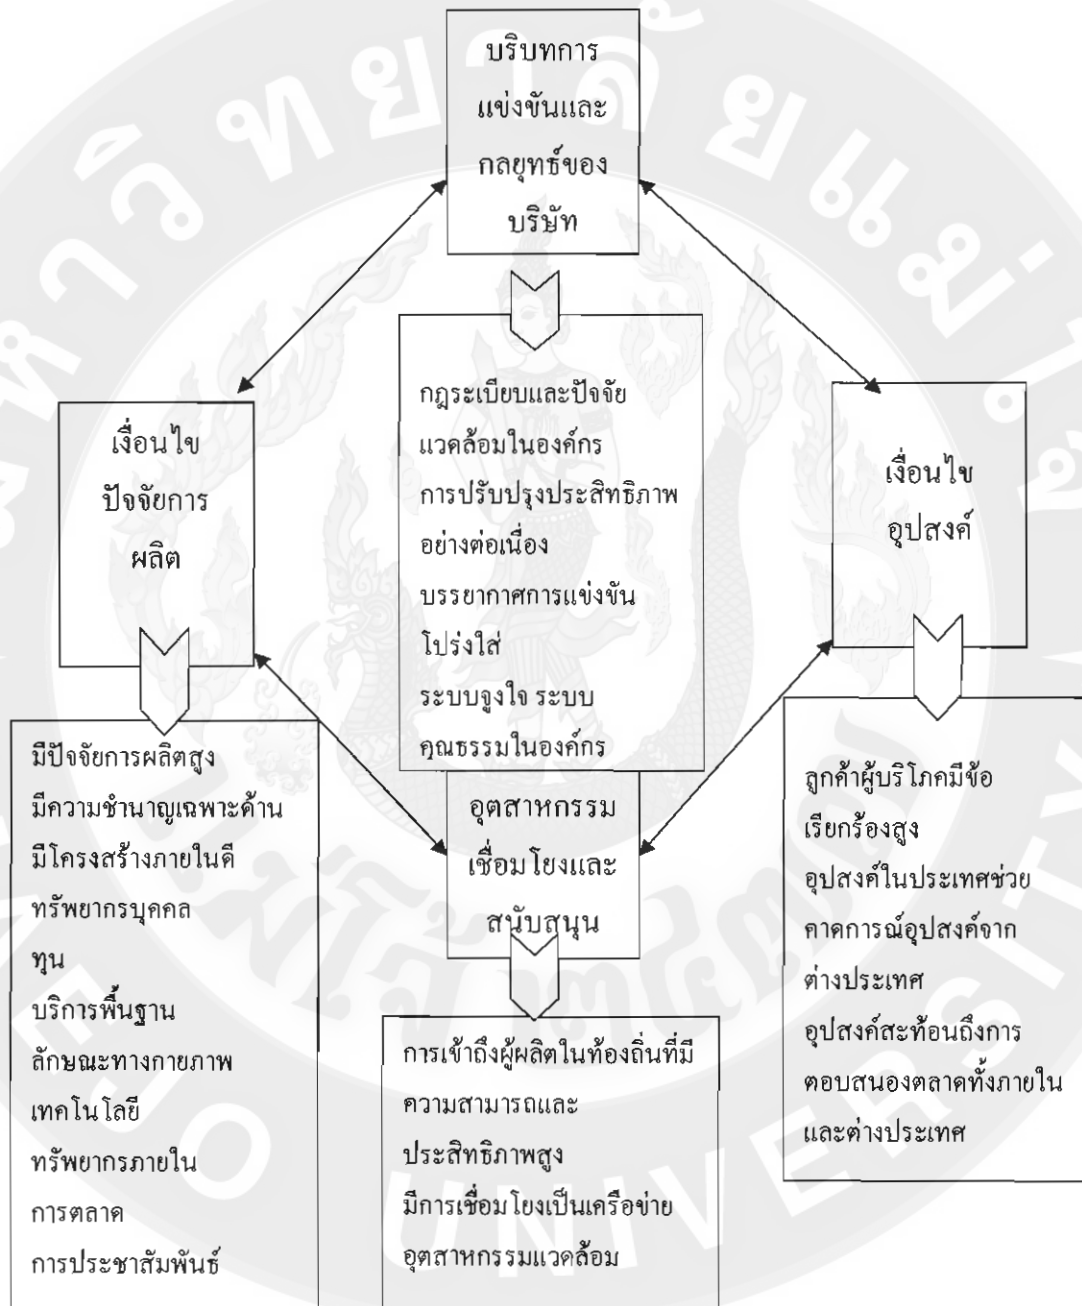 บริบทการ
แข่งขันและ
กลยุทธ์ของ
บริษัท
กฎระเบียบและปัจจัย
แวดล้อมในองค์กร
การปรับปรุงประสิทธิภาพ
อย่างต่อเนื่อง
บรรยากาศการแข่งขัน
โปร่งใส่
ระบบจูงใจ ระบบ
คุณธรรมในองค์กร
เงื่อนไข
ปัจจัยการ
ผลิต
มีปัจจัยการผลิตสูง
มีความชำนาญเฉพาะด้าน
มีโครงสร้างภายในดี
ทรัพยากรบุคคล
ทุน
บริการพื้นฐาน
ลักษณะทางกายภาพ
เทคโนโลยี
ทรัพยากรภายใน
การตลาด
การประชาสัมพันธ์
เงื่อนไข
อุปสงค์
ลูกค้าผู้บริโภคมีข้อ
เรียกร้องสูง
อุปสงค์ในประเทศช่วย
คาดการณ์อุปสงค์จาก
ต่างประเทศ
อุปสงค์สะท้อนถึงการ
ตอบสนองตลาดทั้งภายใน
และต่างประเทศ
อุตสาหกรรม
เชื่อมโยงและ
สนับสนุน
การเข้าถึงผู้ผลิตในท้องถิ่นที่มี
ความสามารถและ
ประสิทธิภาพสูง
มีการเชื่อมโยงเป็นเครือข่าย
อุตสาหกรรมแวดล้อม